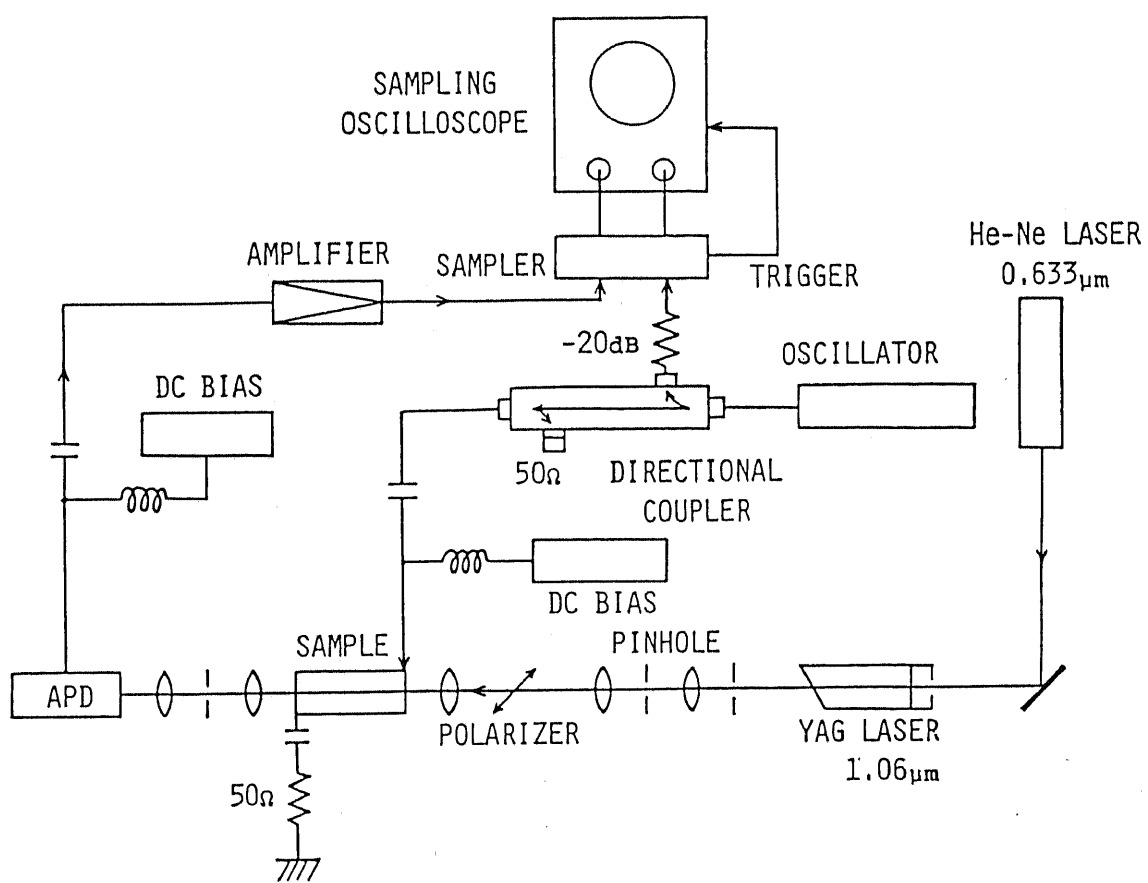 SAMPLING
OSCILLOSCOPE
He-Ne LASER
0.633μm
AMPLIFIER
SAMPLER
TRIGGER
-20dB
OSCILLATOR
DC BIAS
50Ω
DIRECTIONAL
COUPLER
DC BIAS
SAMPLE
PINHOLE
APD
POLARIZER
YAG LASER
1.06μm
50Ω